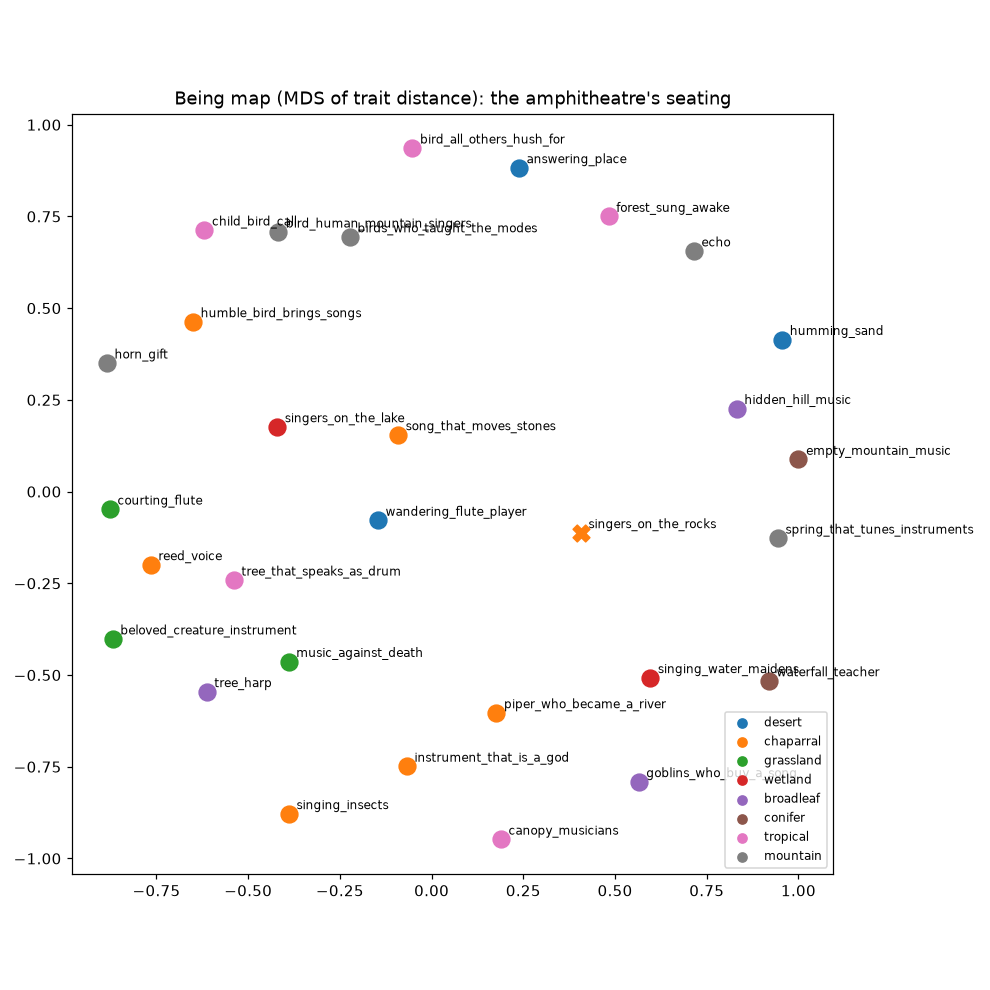 Being map (MDS of trait distance): the amphitheatre's seating
1.00
0.75
0.50
0.25
0.00
−0.25
−0.50
−0.75
−1.00
bird_all_others_hush_for
answering_place
forest_sung_awake
child_bird_call
bird_human_mountain_singers
birds_who_taught_the_modes
echo
humming_sand
humble_bird_brings_songs
horn_gift
hidden_hill_music
singers_on_the_lake
song_that_moves_stones
empty_mountain_music
courting_flute
wandering_flute_player
singers_on_the_rocks
spring_that_tunes_instruments
reed_voice
tree_that_speaks_as_drum
beloved_creature_instrument
music_against_death
singing_water_maidens
waterfall_teacher
tree_harp
piper_who_became_a_river
instrument_that_is_a_god
goblins_who_buy_a_song
singing_insects
canopy_musicians
desert
chaparral
grassland
wetland
broadleaf
conifer
tropical
mountain
−0.75
−0.50
−0.25
0.00
0.25
0.50
0.75
1.00